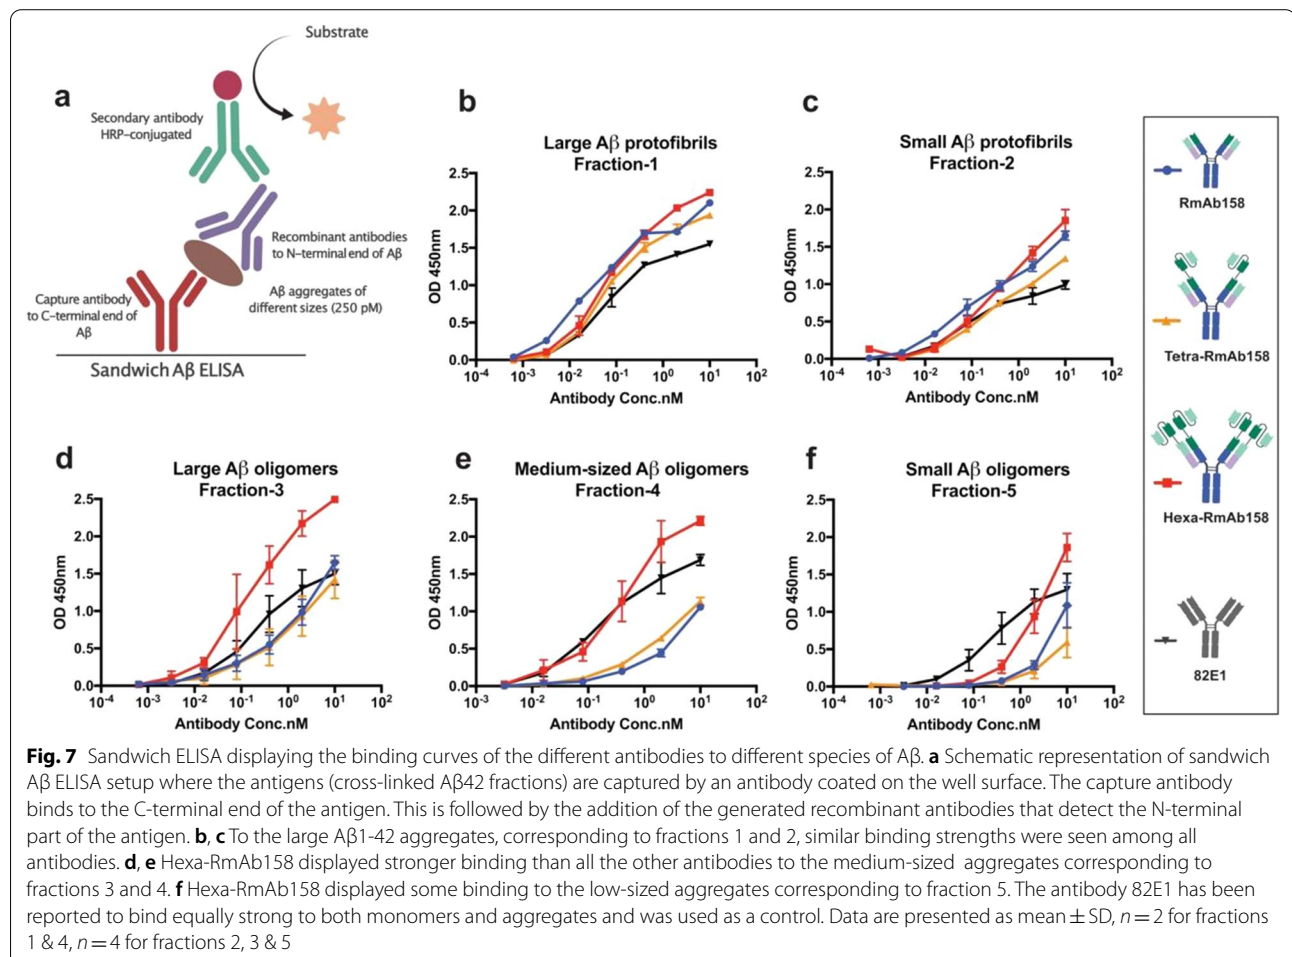 Substrate
a
Secondary antibody
HRP-conjugated
Recombinant antibodies
to N-terminal end of Aβ
Aβ aggregates of
different sizes (250 pM)
Capture antibody
to C-terminal end of
Aβ
Sandwich Aβ ELISA
b
Large Aβ protofibrils
Fraction-1
2.5
2.0
1.5
1.0
0.5
0.0
OD 450nm
10⁻⁴ 10⁻³ 10⁻² 10⁻¹ 10⁰ 10¹ 10²
Antibody Conc.nM
c
Small Aβ protofibrils
Fraction-2
2.5
2.0
1.5
1.0
0.5
0.0
OD 450nm
10⁻⁴ 10⁻³ 10⁻² 10⁻¹ 10⁰ 10¹ 10²
Antibody Conc.nM
RmAb158
Tetra-RmAb158
Hexa-RmAb158
82E1
d
Large Aβ oligomers
Fraction-3
2.5
2.0
1.5
1.0
0.5
0.0
OD 450nm
10⁻⁴ 10⁻³ 10⁻² 10⁻¹ 10⁰ 10¹ 10²
Antibody Conc.nM
e
Medium-sized Aβ oligomers
Fraction-4
2.5
2.0
1.5
1.0
0.5
0.0
OD 450nm
10⁻³ 10⁻² 10⁻¹ 10⁰ 10¹ 10²
Antibody Conc.nM
f
Small Aβ oligomers
Fraction-5
2.5
2.0
1.5
1.0
0.5
0.0
OD 450nm
10⁻⁴ 10⁻³ 10⁻² 10⁻¹ 10⁰ 10¹ 10²
Antibody Conc.nM
Fig. 7 Sandwich ELISA displaying the binding curves of the different antibodies to different species of Aβ. a Schematic representation of sandwich
Aβ ELISA setup where the antigens (cross-linked Aβ42 fractions) are captured by an antibody coated on the well surface. The capture antibody
binds to the C-terminal end of the antigen. This is followed by the addition of the generated recombinant antibodies that detect the N-terminal
part of the antigen. b, c To the large Aβ1-42 aggregates, corresponding to fractions 1 and 2, similar binding strengths were seen among all
antibodies. d, e Hexa-RmAb158 displayed stronger binding than all the other antibodies to the medium-sized aggregates corresponding to
fractions 3 and 4. f Hexa-RmAb158 displayed some binding to the low-sized aggregates corresponding to fraction 5. The antibody 82E1 has been
reported to bind equally strong to both monomers and aggregates and was used as a control. Data are presented as mean ± SD, n = 2 for fractions
1 & 4, n = 4 for fractions 2, 3 & 5